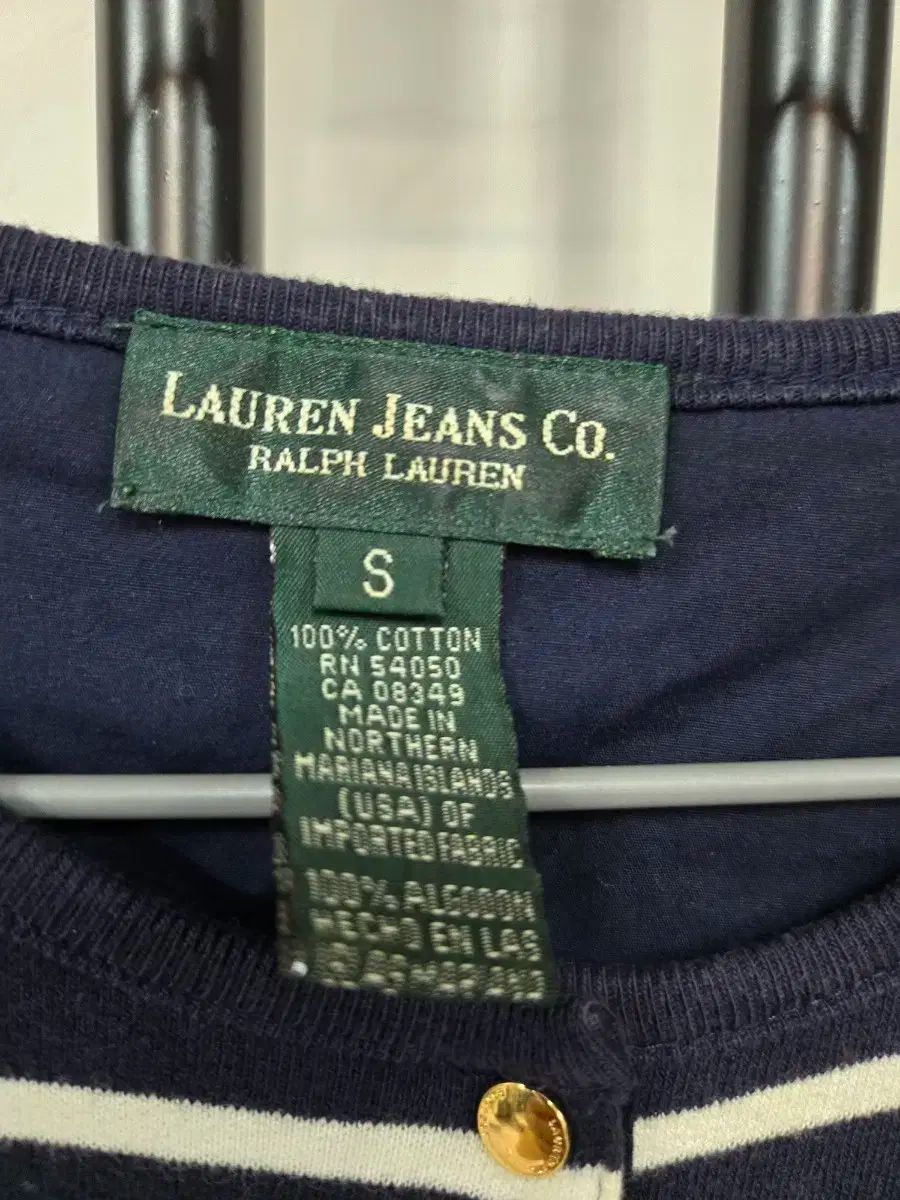 LAUREN JEANS CO.
RALPH LAUREN
S
100% COTTON
RN 54050
CA 08349
MADE IN
NORTHERN
MARIANA ISLANDS
(USA) OF
IMPORTED FABRIC
100% ALGODON
HECHO EN LAS